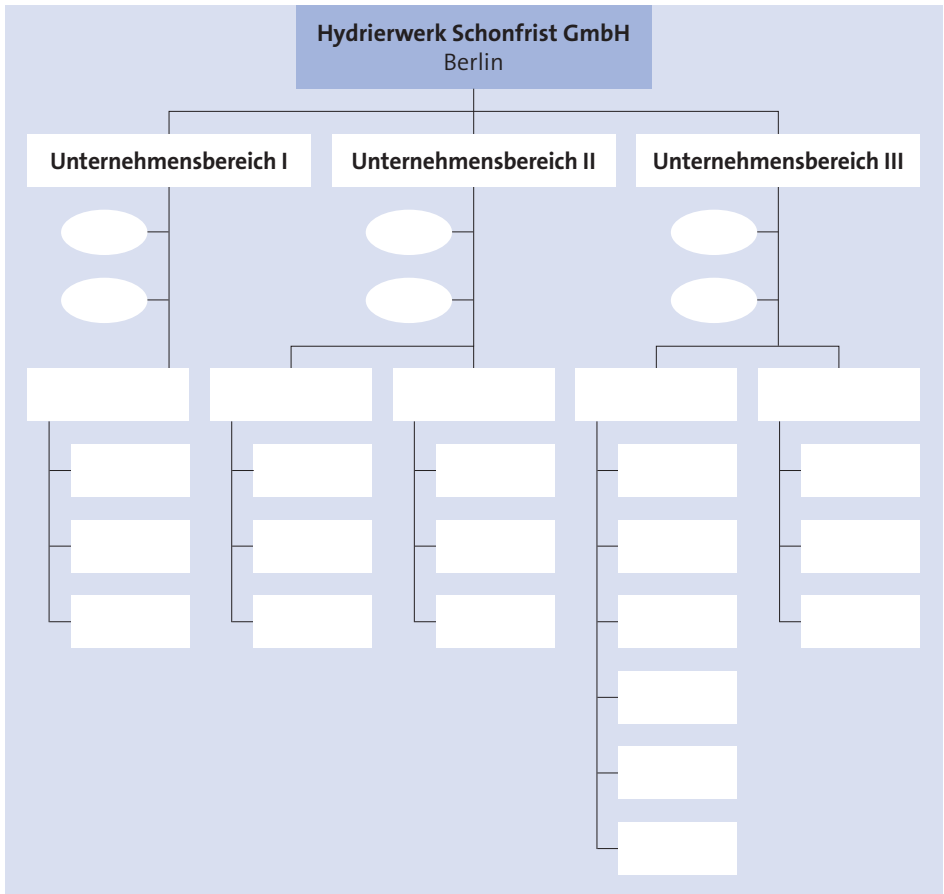 Hydrierwerk Schonfrist GmbH
Berlin
Unternehmensbereich I
Unternehmensbereich II
Unternehmensbereich III